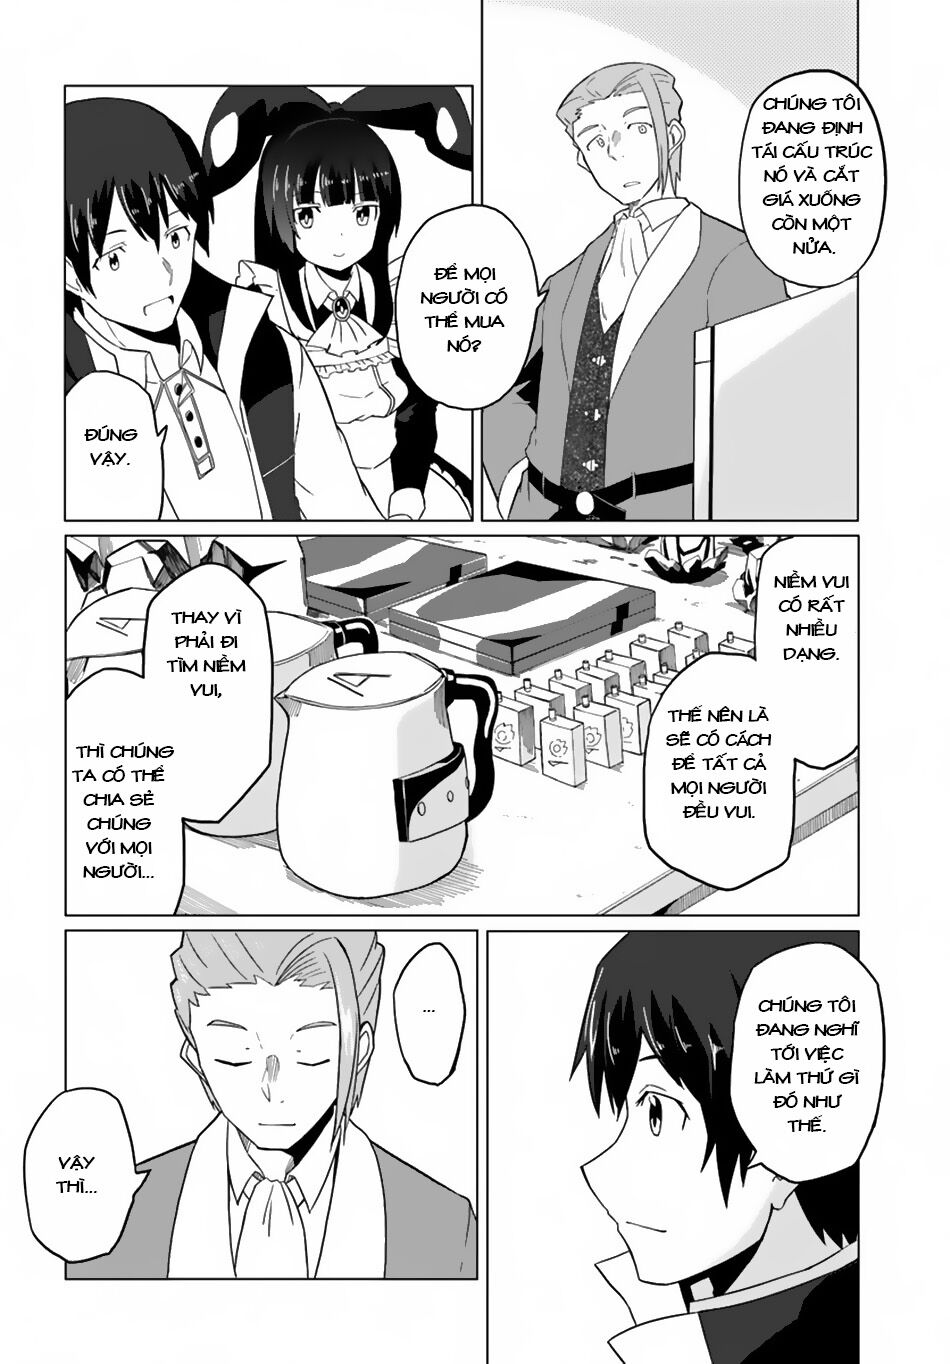 CHÚNG TÔI
ĐANG ĐỊNH
TÁI CẤU TRÚC
NÓ VÀ CẮT
GIÁ XUỐNG
CÒN MỘT
NỬA.
ĐỂ MỌI
NGƯỜI CÓ
THỂ MUA
NÓ?
ĐÚNG
VẬY.
NIỀM VUI
CÓ RẤT
NHIỀU
DẠNG.
THẾ NÊN LÀ
SẼ CÓ CÁCH
ĐỂ TẤT CẢ
MỌI NGƯỜI
ĐỀU VUI.
THAY VÌ
PHẢI ĐI
TÌM NIỀM
VUI,
THÌ CHÚNG
TA CÓ THỂ
CHIA SẺ
CHÚNG
VỚI MỌI
NGƯỜI...
A
A
CHÚNG TÔI
ĐANG NGHĨ
TỚI VIỆC
LÀM THỨ GÌ
ĐÓ NHƯ
THẾ.
...
VẬY
THÌ...